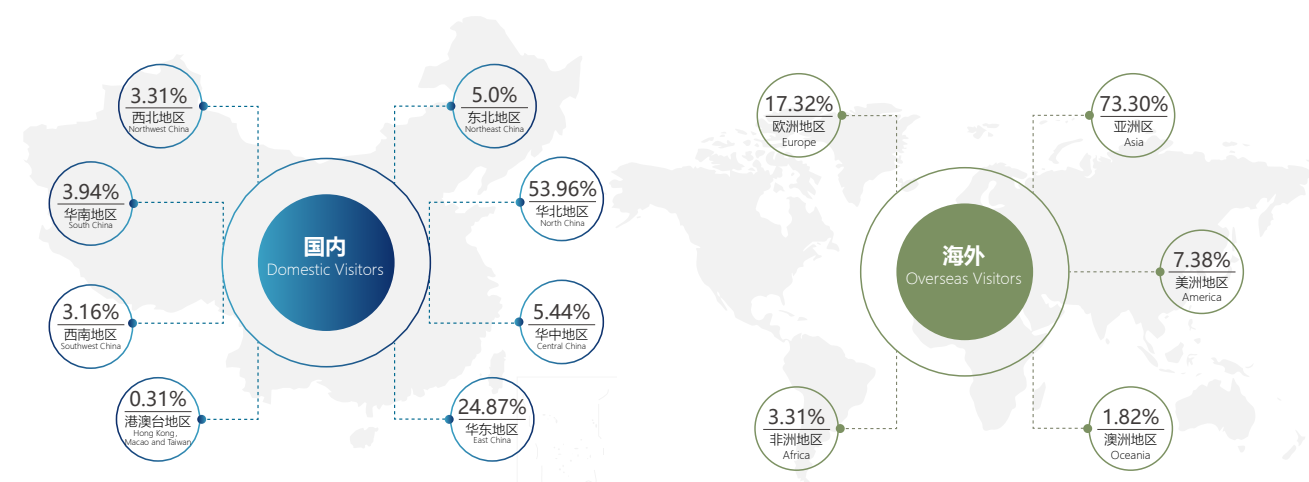 3.31%
西北地区
Northwest China
3.94%
华南地区
South China
3.16%
西南地区
Southwest China
0.31%
港澳台地区
Hong Kong,
Macao and Taiwan
国内
Domestic Visitors
5.0%
东北地区
Northeast China
53.96%
华北地区
North China
5.44%
华中地区
Central China
24.87%
华东地区
East China
17.32%
欧洲地区
Europe
3.31%
非洲地区
Africa
海外
Overseas Visitors
73.30%
亚洲区
Asia
7.38%
美洲地区
America
1.82%
澳洲地区
Oceania